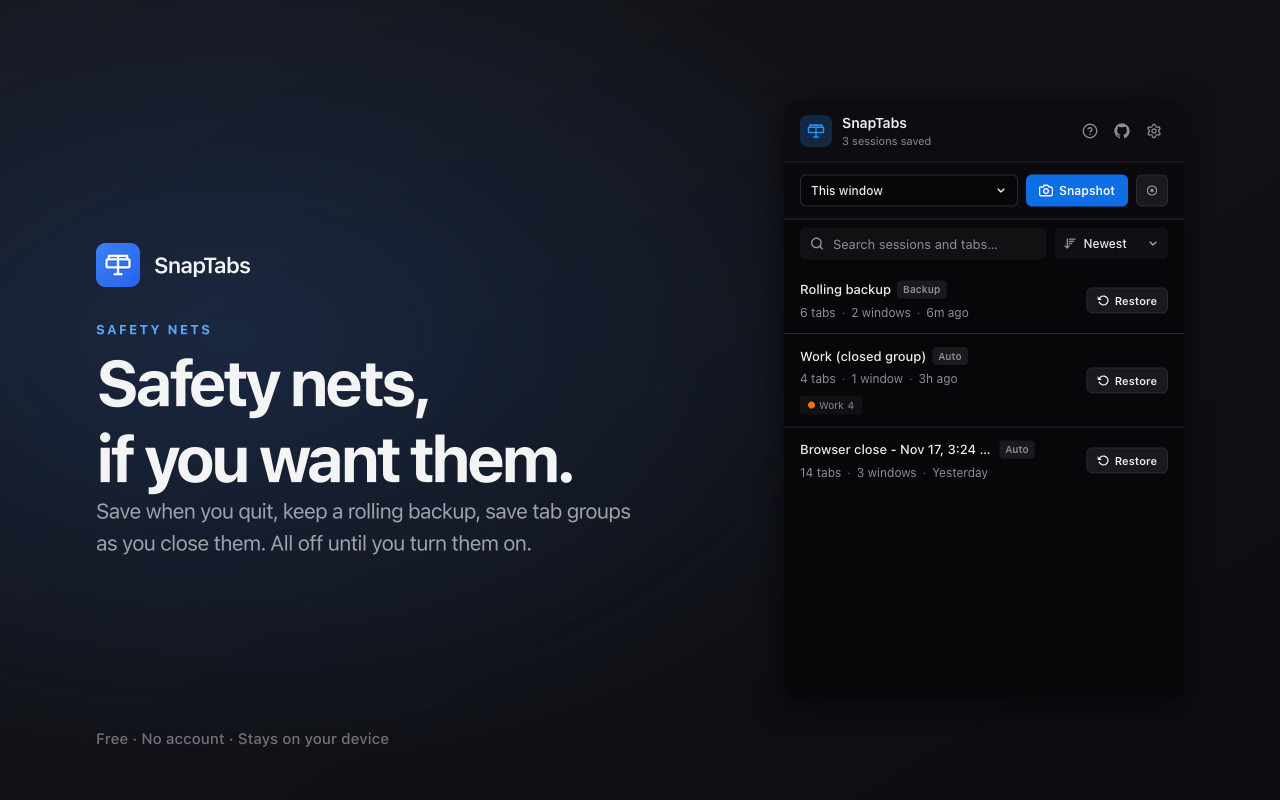 SnapTabs
SAFETY NETS
Safety nets,
if you want them.
Save when you quit, keep a rolling backup, save tab groups
as you close them. All off until you turn them on.
Free · No account · Stays on your device
SnapTabs
3 sessions saved
This window
Snapshot
Search sessions and tabs...
Newest
Rolling backup Backup
6 tabs · 2 windows · 6m ago
Restore
Work (closed group) Auto
4 tabs · 1 window · 3h ago
Work 4
Restore
Browser close - Nov 17, 3:24 ... Auto
14 tabs · 3 windows · Yesterday
Restore